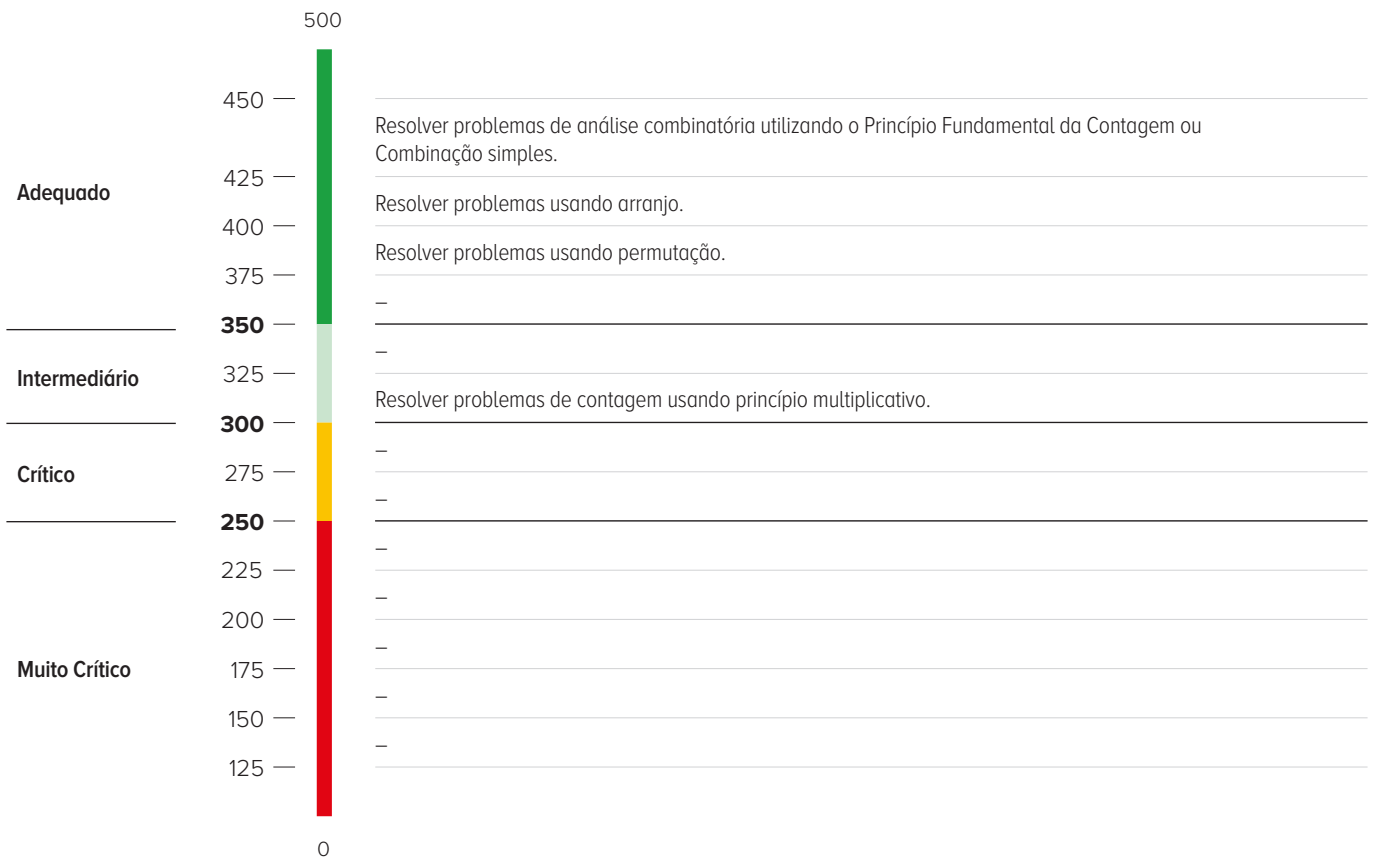 500
450
Resolver problemas de análise combinatória utilizando o Princípio Fundamental da Contagem ou
Combinação simples.
425
Adequado
Resolver problemas usando arranjo.
400
Resolver problemas usando permutação.
375
–
350
–
325
Intermediário
Resolver problemas de contagem usando princípio multiplicativo.
300
–
275
Crítico
–
250
–
225
–
200
–
175
Muito Crítico
–
150
–
125
0